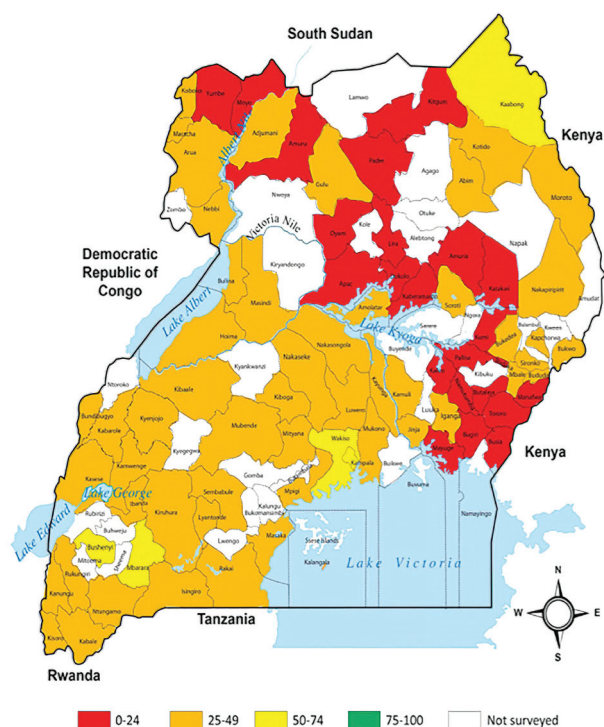 South Sudan
Koboko
Yumbe
Moyo
Lamwo
Kitgum
Kaabong
Kenya
Maracha
Adjumani
Amuru
Arua
Pader
Kotido
Gulu
Agago
Abim
Moroto
Zombo
Nebbi
Nwoya
Otuke
Victoria Nile
Kole
Napak
Democratic
Republic of
Congo
Oyam
Lira
Alebtong
Kiryandongo
Amuria
Apac
Katakwi
Nakapiripirit
Amudat
Buliisa
Lake Albert
Masindi
Amolatar
Kaberamaido
Soroti
Ngora
Kumi
Bukedea
Bulambuli
Kween
Kapchorwa
Bukwo
Lake Kyoga
Serere
Hoima
Nakasongola
Buyende
Pallisa
Sironko
Nakaseke
Kibuku
Mbale
Bududa
Ntoroko
Kyankwanzi
Kaliro
Butaleja
Manafwa
Kibaale
Kiboga
Kayunga
Kamuli
Luwero
Luuka
Iganga
Tororo
Bundibugyo
Kyenjojo
Kabarole
Mubende
Mityana
Mukono
Jinja
Bugiri
Busia
Wakiso
Mayuge
Kenya
Kyegegwa
Kamwenge
Kampala
Buikwe
Gomba
Kasese
Lake George
Mpigi
Buvuma
Sembabule
Ibanda
Kiruhura
Kalungu
Bukomansimbi
Namayingo
Lake Edward
Rubirizi
Lyantonde
Buhweju
Lwengo
Masaka
Ssese Islands
Bushenyi
Sheema
Mitooma
Mbarara
Lake Victoria
Rukungiri
Rakai
Kalangala
Kanungu
Isingiro
Ntungamo
Tanzania
Kisoro
Kabale
Rwanda
N
W
E
S
0-24
25-49
50-74
75-100
Not surveyed